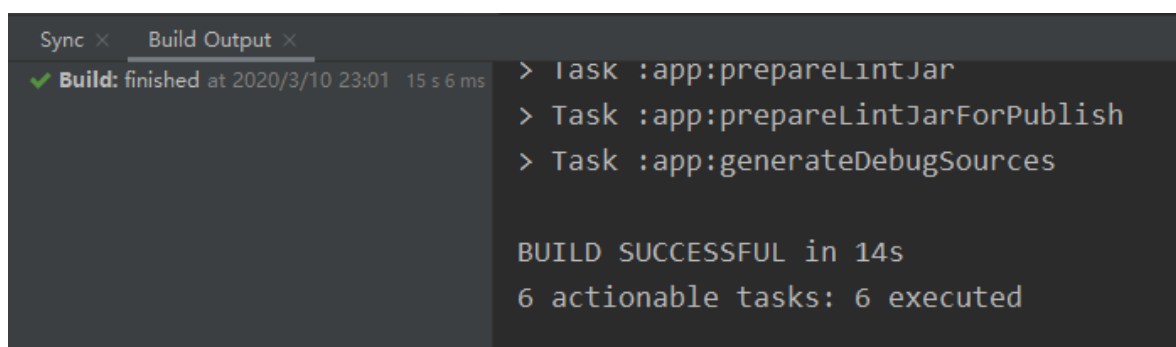 Sync × Build Output ×
✔ Build: finished at 2020/3/10 23:01 15 s 6 ms
> Task :app:prepareLintJar
> Task :app:prepareLintJarForPublish
> Task :app:generateDebugSources
BUILD SUCCESSFUL in 14s
6 actionable tasks: 6 executed